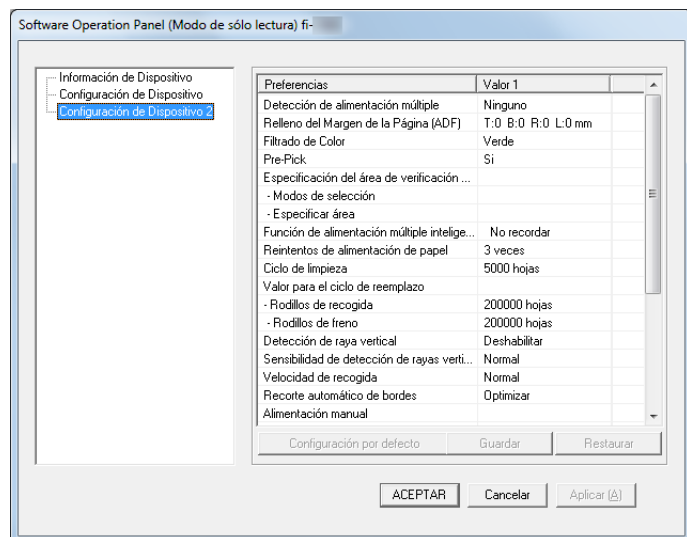 Software Operation Panel (Modo de sólo lectura) fi-
Información de Dispositivo
Configuración de Dispositivo
Configuración de Dispositivo 2
Preferencias Valor 1
Detección de alimentación múltiple Ninguno
Relleno del Margen de la Página (ADF) T:0 B:0 R:0 L:0 mm
Filtrado de Color Verde
Pre-Pick Si
Especificación del área de verificación ...
- Modos de selección
- Especificar área
Función de alimentación múltiple intelige... No recordar
Reintentos de alimentación de papel 3 veces
Ciclo de limpieza 5000 hojas
Valor para el ciclo de reemplazo
- Rodillos de recogida 200000 hojas
- Rodillos de freno 200000 hojas
Detección de raya vertical Deshabilitar
Sensibilidad de detección de rayas verti... Normal
Velocidad de recogida Normal
Recorte automático de bordes Optimizar
Alimentación manual
Configuración por defecto Guardar Restaurar
ACEPTAR Cancelar Aplicar (A)